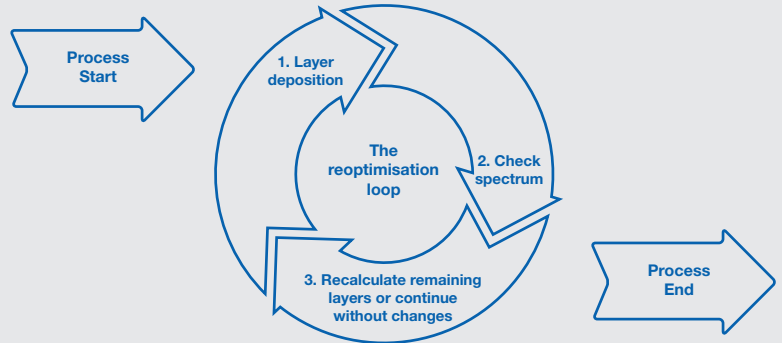 Process
Start
1. Layer
deposition
The
reoptimisation
loop
2. Check
spectrum
3. Recalculate remaining
layers or continue
without changes
Process
End